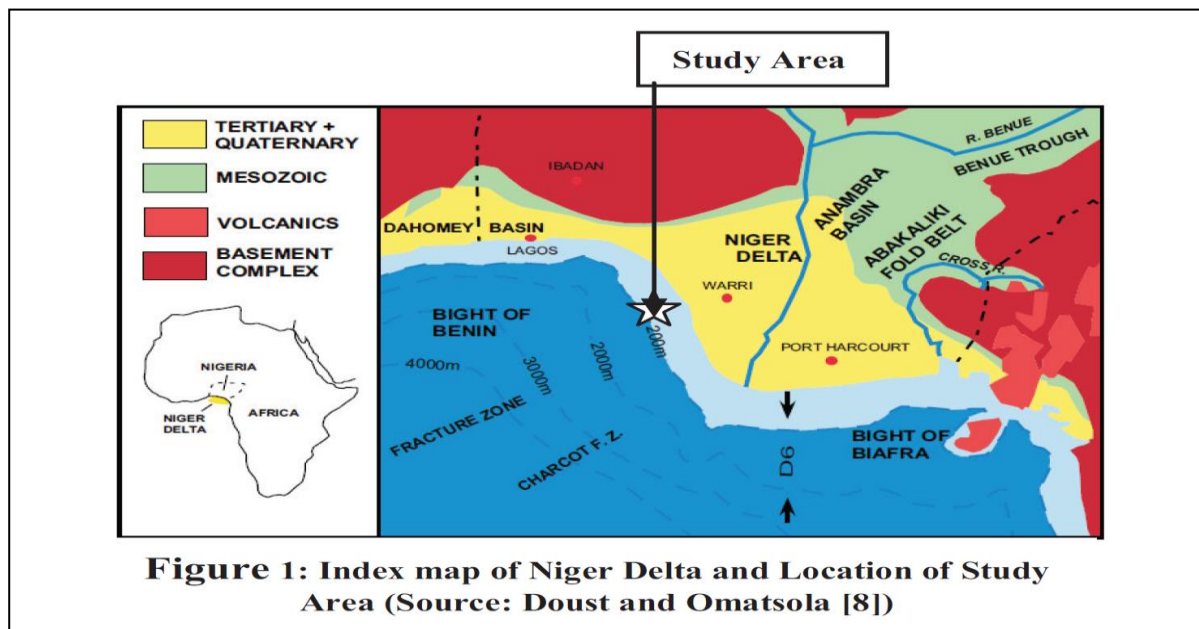 Study Area
TERTIARY +
QUATERNARY
MESOZOIC
VOLCANICS
BASEMENT
COMPLEX
NIGERIA
AFRICA
NIGER
DELTA
IBADAN
DAHOMEY BASIN
LAGOS
BIGHT OF
BENIN
4000m
3000m
2000m
200m
FRACTURE ZONE
CHARCOT F. Z.
NIGER
DELTA
WARRI
PORT HARCOURT
ANAMBRA
BASIN
ABAKALIKI
FOLD BELT
R. BENUE
BENUE TROUGH
CROSS R.
BIGHT OF
BIAFRA
D6
Figure 1: Index map of Niger Delta and Location of Study
Area (Source: Doust and Omatsola [8])